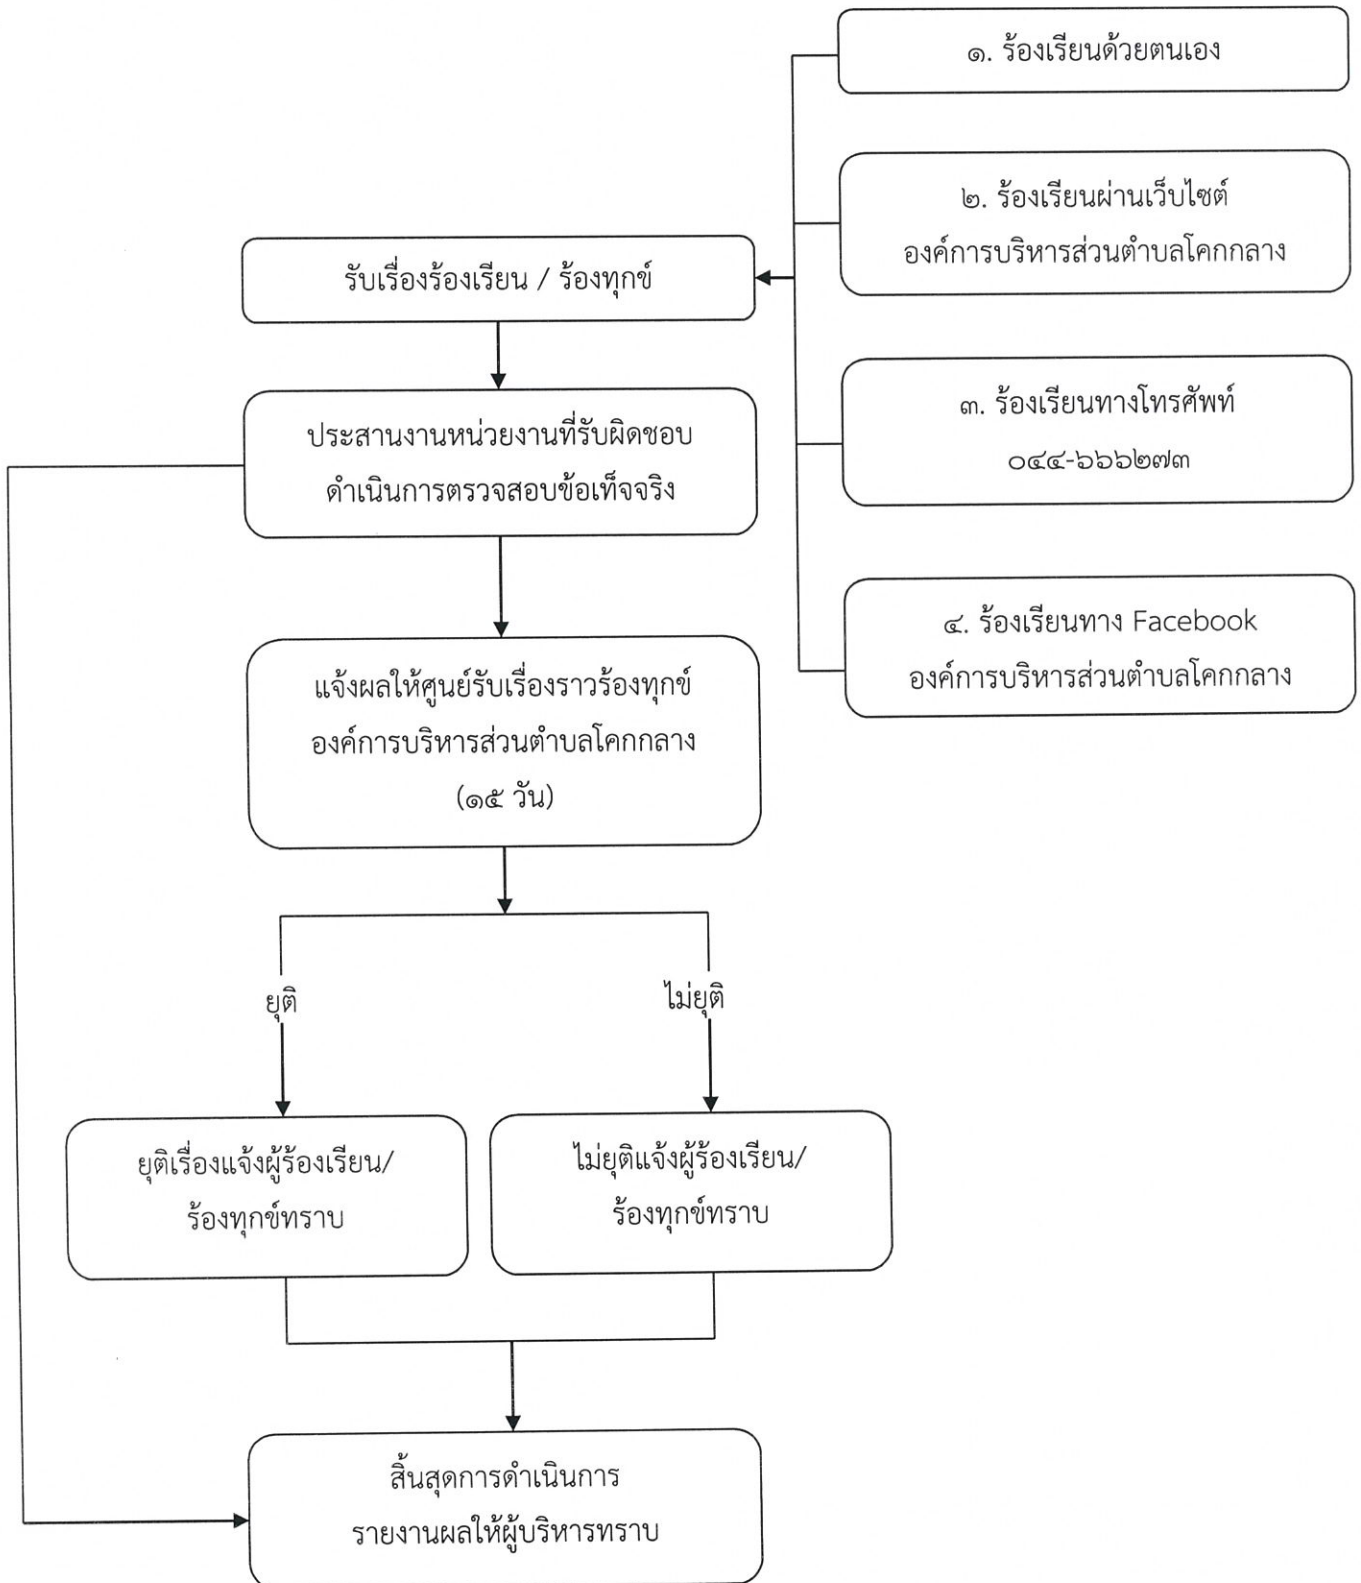 ๑. ร้องเรียนด้วยตนเอง
๒. ร้องเรียนผ่านเว็บไซต์
องค์การบริหารส่วนตำบลโคกกลาง
๓. ร้องเรียนทางโทรศัพท์
๐๔๔-๖๖๖๒๗๓
๔. ร้องเรียนทาง Facebook
องค์การบริหารส่วนตำบลโคกกลาง
รับเรื่องร้องเรียน / ร้องทุกข์
ประสานงานหน่วยงานที่รับผิดชอบ
ดำเนินการตรวจสอบข้อเท็จจริง
แจ้งผลให้ศูนย์รับเรื่องราวร้องทุกข์
องค์การบริหารส่วนตำบลโคกกลาง
(๑๕ วัน)
ยุติ
ไม่ยุติ
ยุติเรื่องแจ้งผู้ร้องเรียน/
ร้องทุกข์ทราบ
ไม่ยุติแจ้งผู้ร้องเรียน/
ร้องทุกข์ทราบ
สิ้นสุดการดำเนินการ
รายงานผลให้ผู้บริหารทราบ